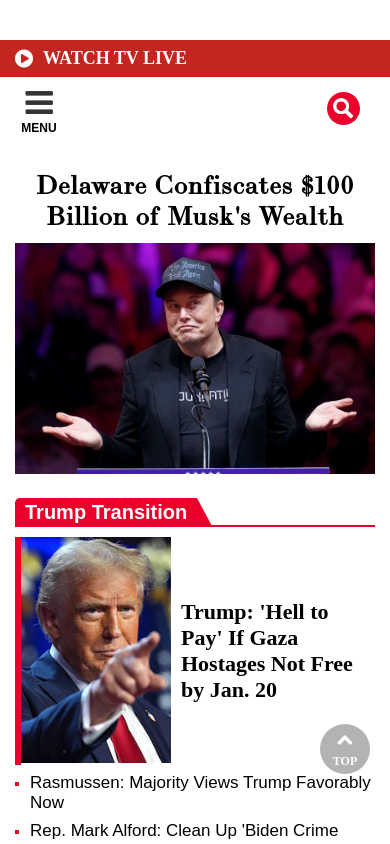 WATCH TV LIVE
MENU
Delaware Confiscates $100
Billion of Musk's Wealth
Trump Transition
Trump: 'Hell to
Pay' If Gaza
Hostages Not Free
by Jan. 20
TOP
Rasmussen: Majority Views Trump Favorably
Now
Rep. Mark Alford: Clean Up 'Biden Crime